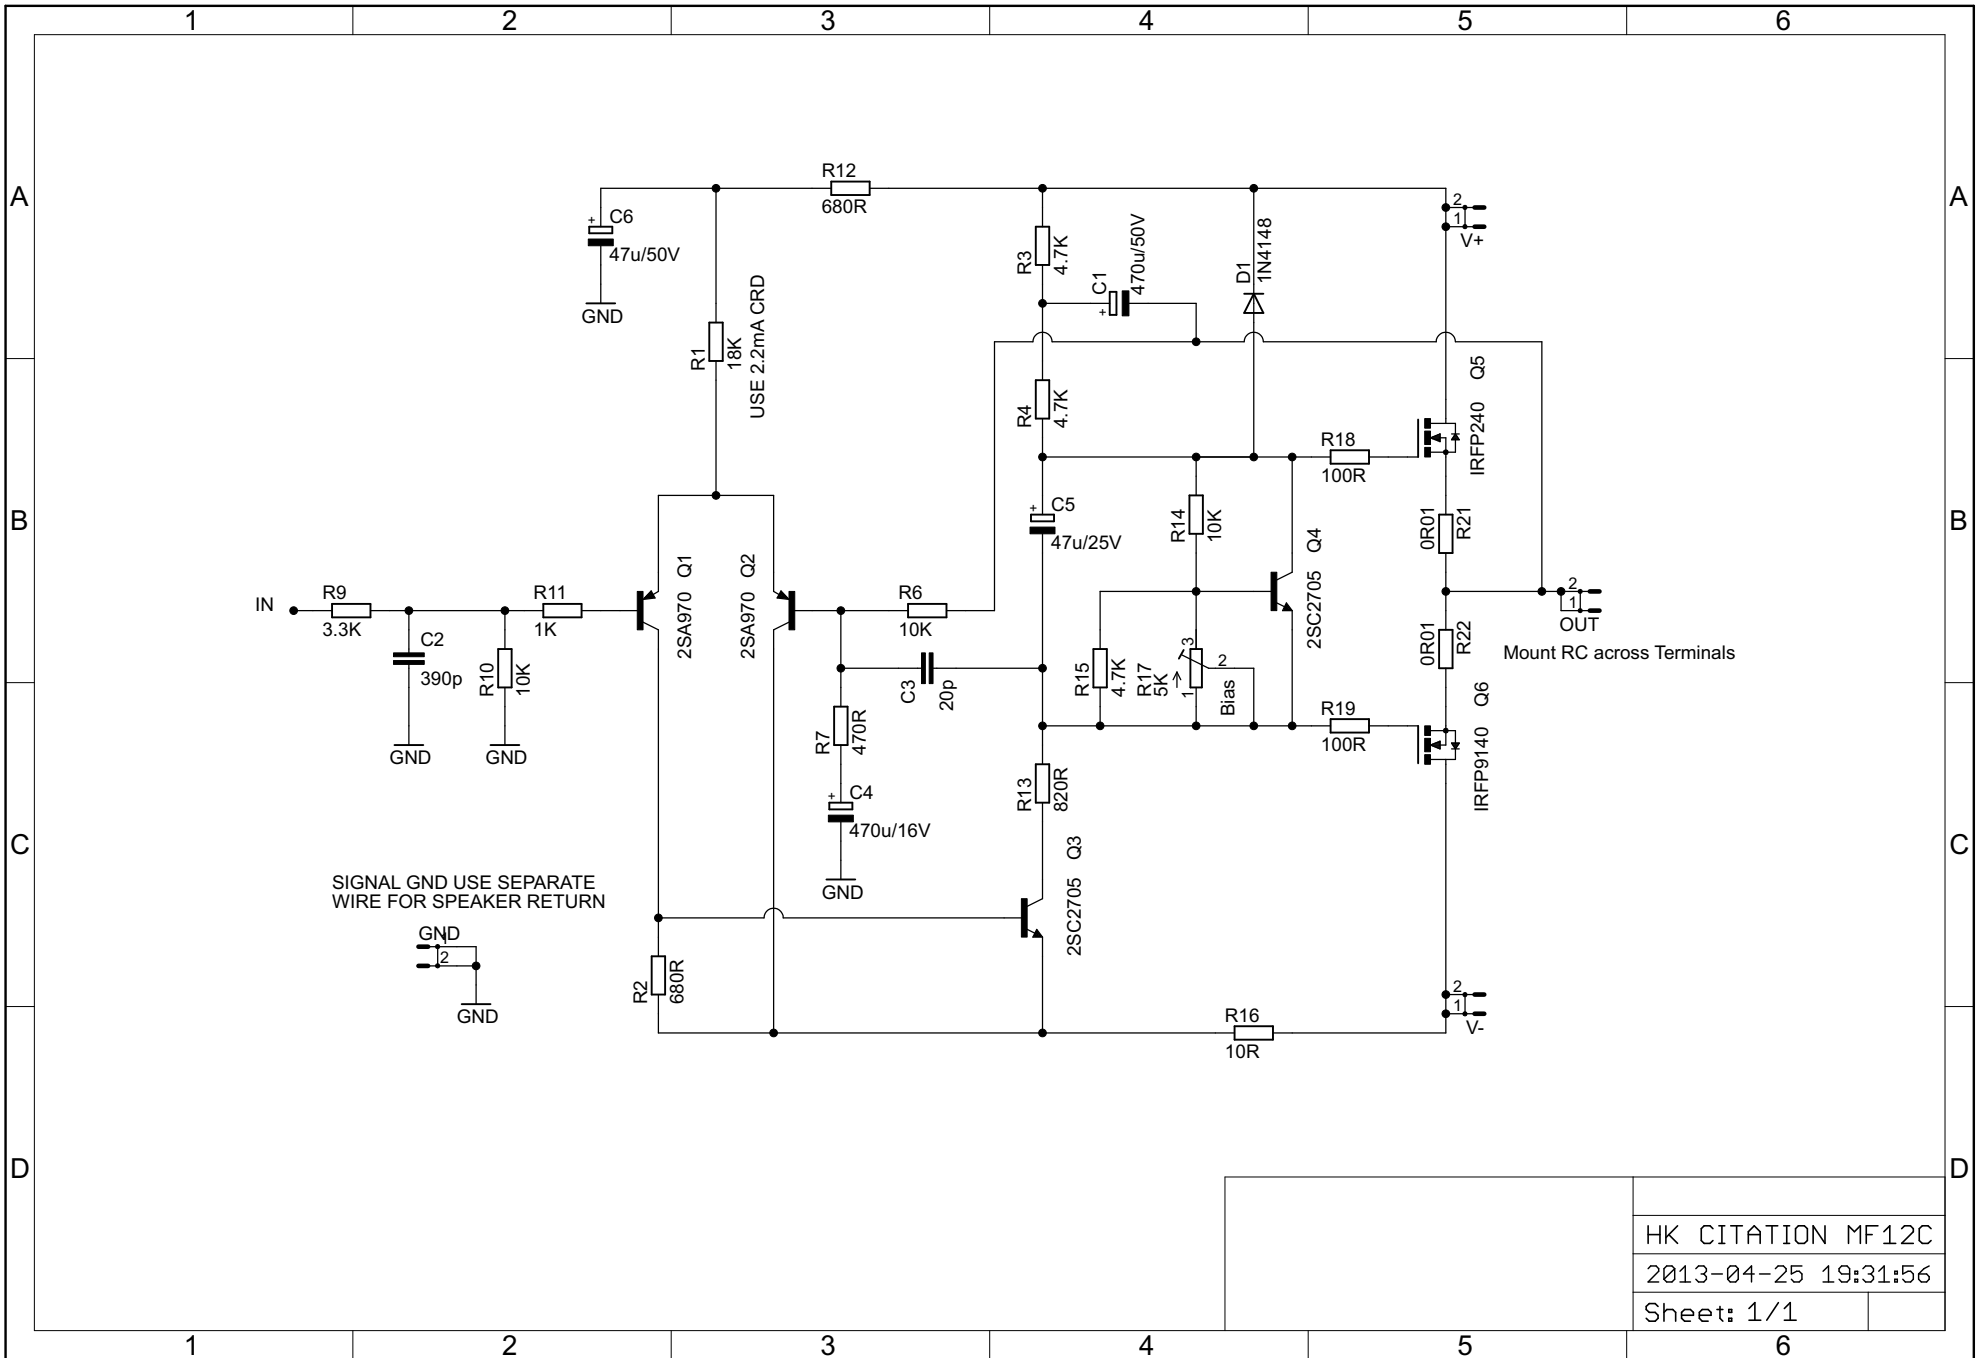 1 2 3 4 5 6
A A
R12
680R
C6
+
47u/50V
GND
R3
4.7K
C1
470u/50V
+
D1
1N4148
2
1
V+
R1
18K
USE 2.2mA CRD
R4
4.7K
Q5
IRFP240
R18
100R
B B
C5
+
47u/25V
R14
10K
Q4
2SC2705
0R01
R21
IN
R9
3.3K
R11
1K
Q1
2SA970
Q2
2SA970
R6
10K
2
1
OUT
Mount RC across Terminals
C2
390p
R10
10K
GND
GND
C3
20p
R15
4.7K
R17
5K
3
2
1
Bias
0R01
R22
R19
100R
Q6
IRFP9140
R7
470R
R13
820R
C4
+
470u/16V
GND
C C
Q3
2SC2705
SIGNAL GND USE SEPARATE
WIRE FOR SPEAKER RETURN
GND
1
2
GND
R2
680R
R16
10R
2
1
V-
D D
HK CITATION MF12C
2013-04-25 19:31:56
Sheet: 1/1
1 2 3 4 5 6